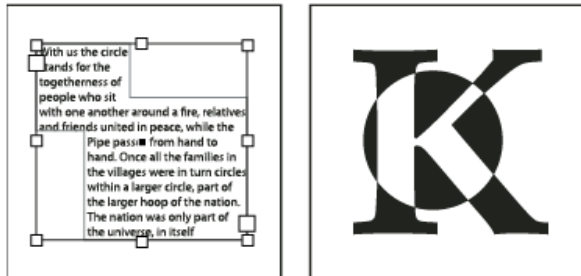 With us the circle
stands for the
togetherness of
people who sit
with one another around a fire, relatives
and friends united in peace, while the
Pipe from hand to
hand. Once all the families in
the villages were in turn circles
within a larger circle, part of
the larger hoop of the nation.
The nation was only part of
the universe, in itself
K